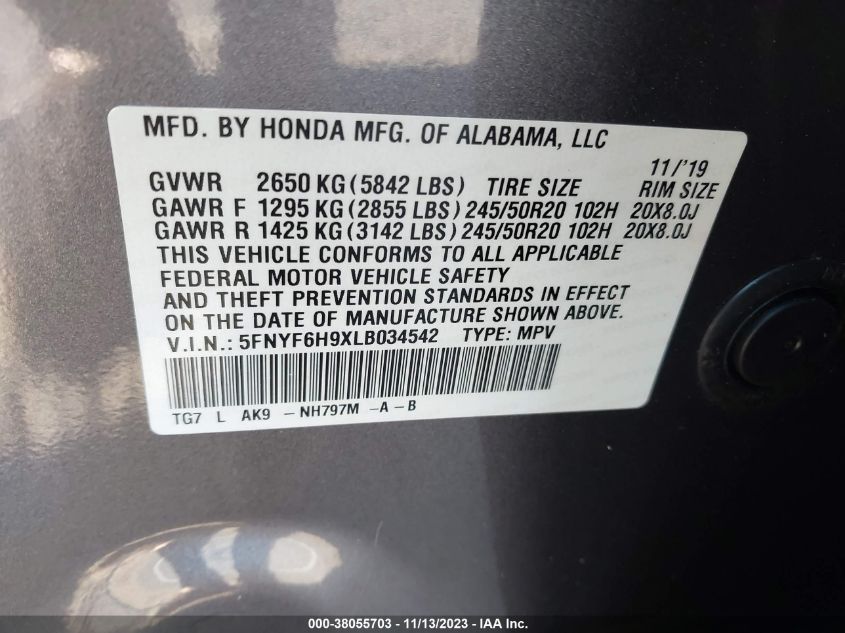 MFD. BY HONDA MFG. OF ALABAMA, LLC
11/'19
GVWR 2650 KG (5842 LBS) TIRE SIZE RIM SIZE
GAWR F 1295 KG (2855 LBS) 245/50R20 102H 20X8.0J
GAWR R 1425 KG (3142 LBS) 245/50R20 102H 20X8.0J
THIS VEHICLE CONFORMS TO ALL APPLICABLE
FEDERAL MOTOR VEHICLE SAFETY
AND THEFT PREVENTION STANDARDS IN EFFECT
ON THE DATE OF MANUFACTURE SHOWN ABOVE.
V.I.N.: 5FNYF6H9XLB034542 TYPE: MPV
TG7 L AK9 -NH797M -A-B
000-38055703 - 11/13/2023 - IAA Inc.